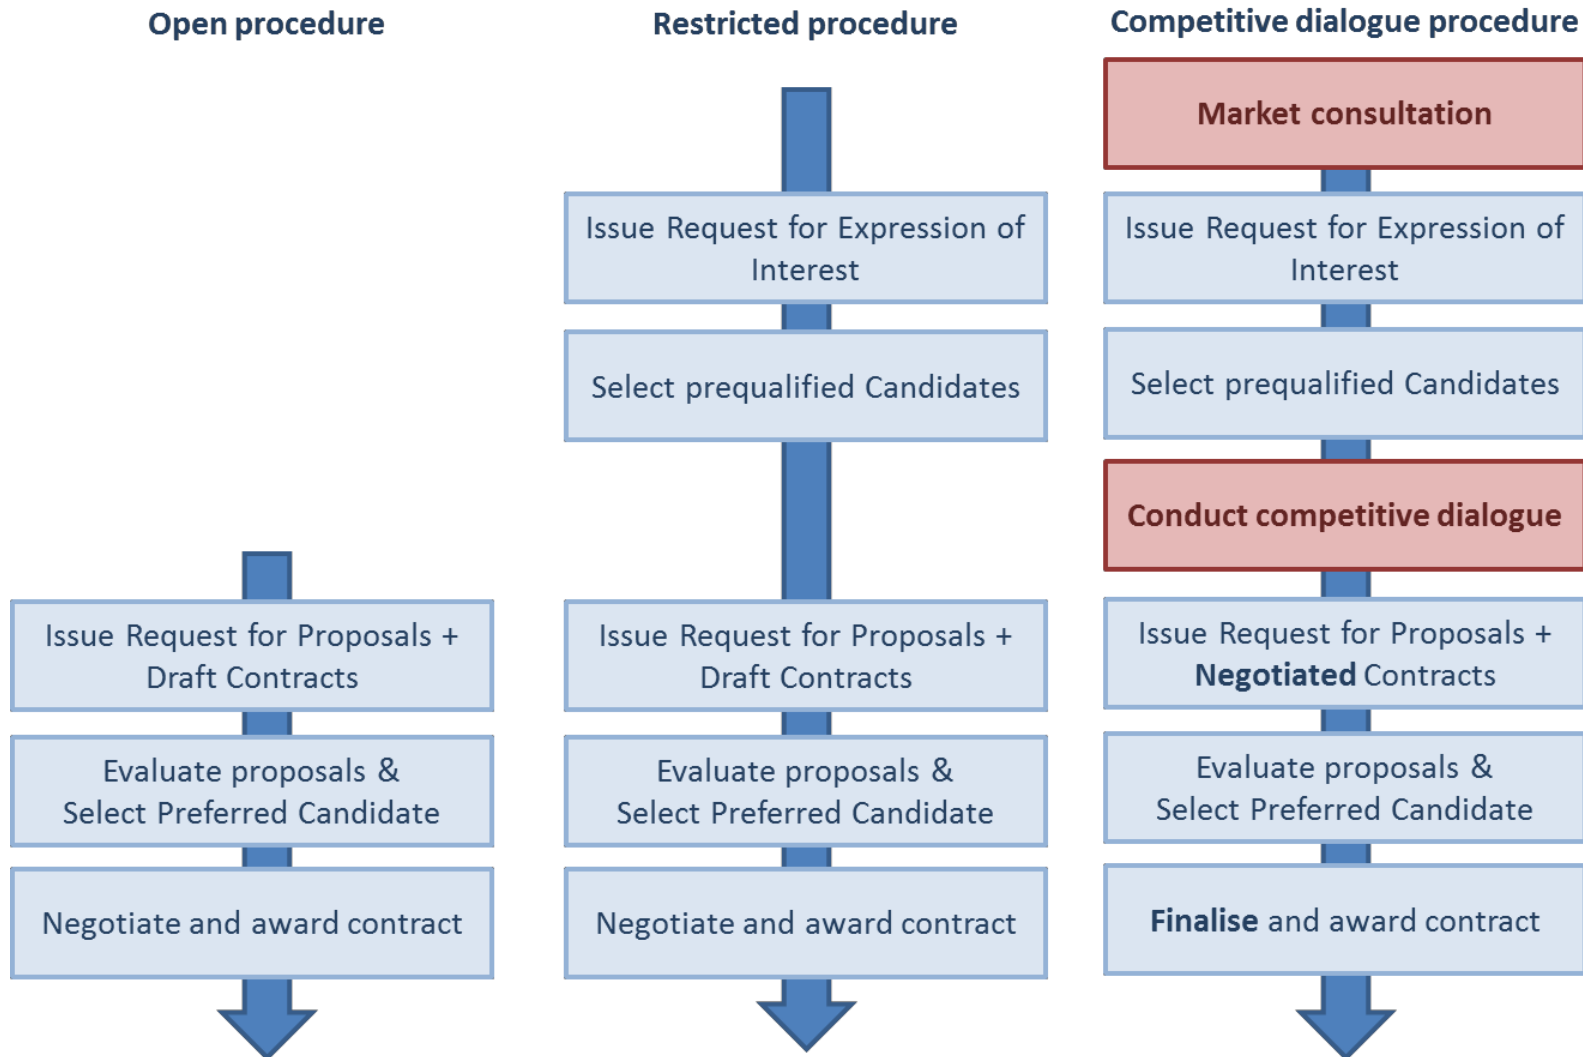 Open procedure
Issue Request for Proposals +
Draft Contracts
Evaluate proposals &
Select Preferred Candidate
Negotiate and award contract
Restricted procedure
Issue Request for Expression of
Interest
Select prequalified Candidates
Issue Request for Proposals +
Draft Contracts
Evaluate proposals &
Select Preferred Candidate
Negotiate and award contract
Competitive dialogue procedure
Market consultation
Issue Request for Expression of
Interest
Select prequalified Candidates
Conduct competitive dialogue
Issue Request for Proposals +
Negotiated Contracts
Evaluate proposals &
Select Preferred Candidate
Finalise and award contract